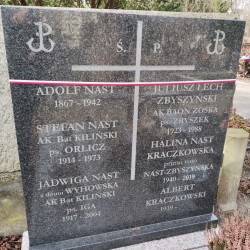 Ś. P.
ADOLF NAST
1867 - 1942
STEFAN NAST
AK Bat KILIŃSKI
ps. ORLICZ
1914 - 1973
JADWIGA NAST
z domu WYHOWSKA
AK Bat KILIŃSKI
ps. IGA
1917 - 2004
JULIUSZ LECH
ZBYSZYŃSKI
AK BAON ZOŚKA
ps. ZBYSZEK
1923 - 1988
HALINA NAST
KRACZKOWSKA
primo voto
NAST-ZBYSZYŃSKA
1940 - 2019
ALBERT
KRACZKOWSKI